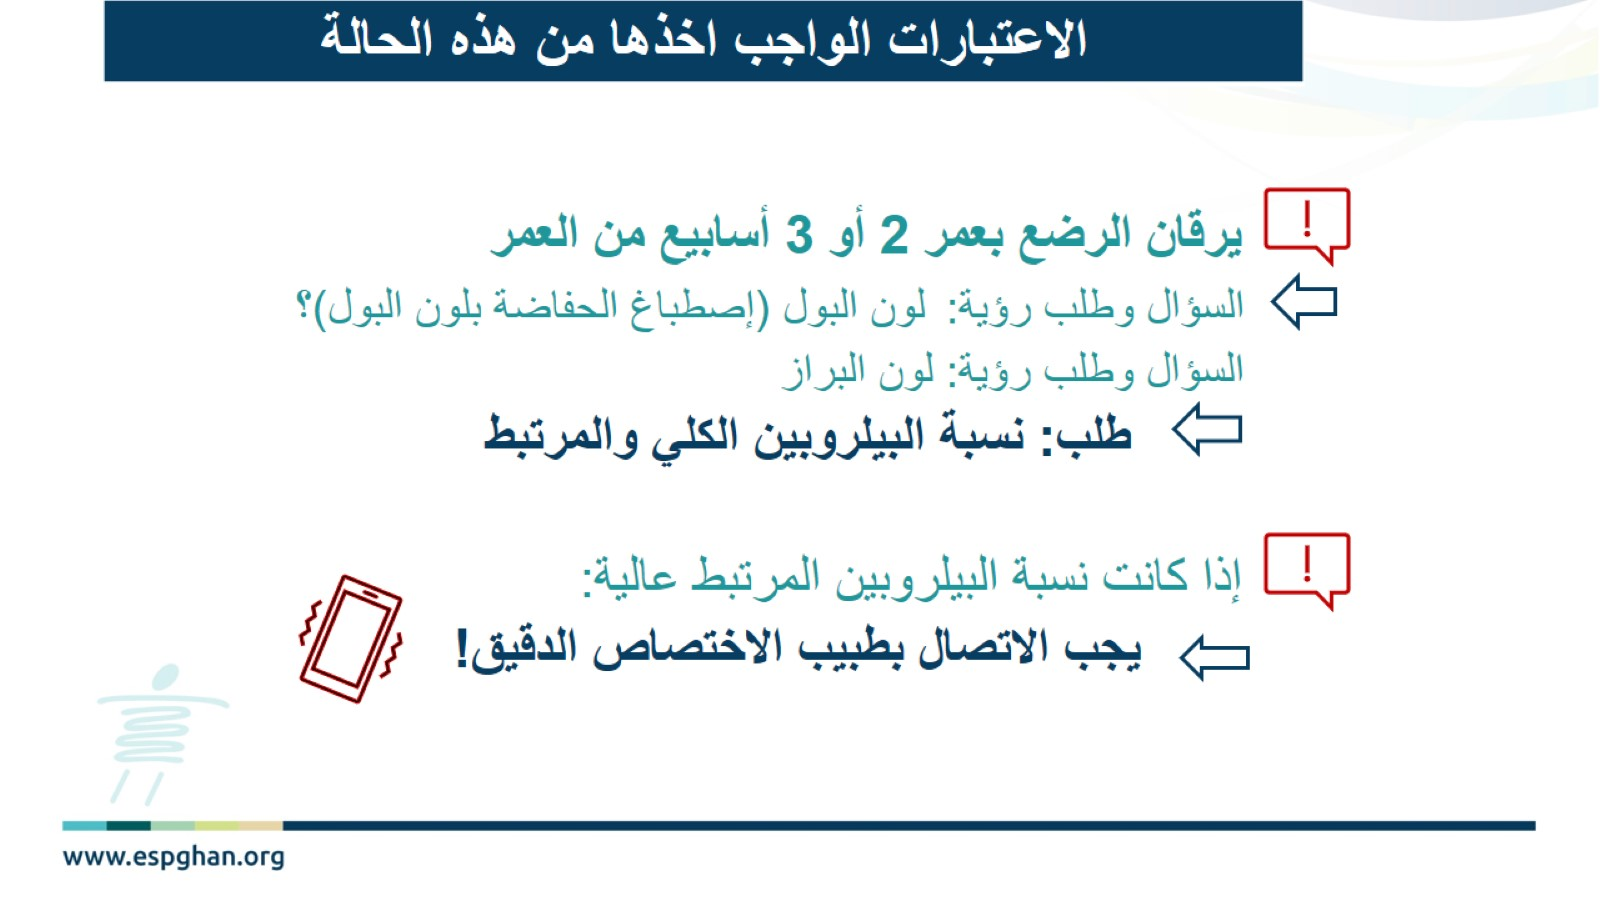 الاعتبارات الواجب اخذها من هذه الحالة
يرقان الرضع بعمر 2 أو 3 أسابيع من العمر
السؤال وطلب رؤية: لون البول (إصطباغ الحفاضة بلون البول)؟
السؤال وطلب رؤية: لون البراز
طلب: نسبة البيلروبين الكلي والمرتبط
إذا كانت نسبة البيلروبين المرتبط عالية:
يجب الاتصال بطبيب الاختصاص الدقيق!
www.espghan.org